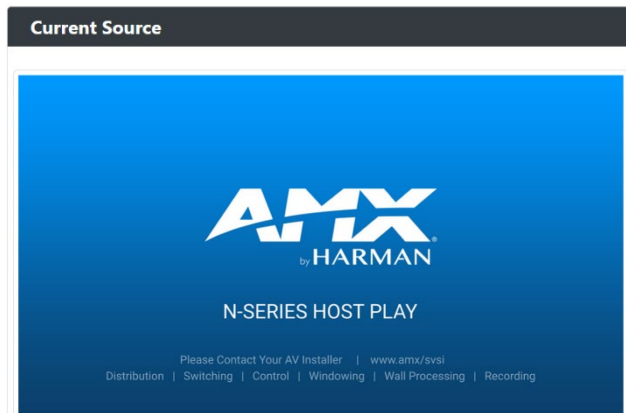 Current Source
AMX®
by HARMAN
N-SERIES HOST PLAY
Please Contact Your AV Installer | www.amx/svsi
Distribution | Switching | Control | Windowing | Wall Processing | Recording